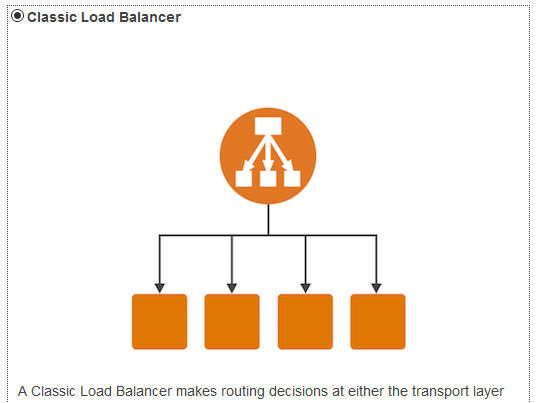 Classic Load Balancer
A Classic Load Balancer makes routing decisions at either the transport layer